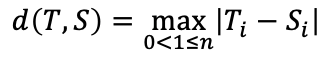 d(T, S) = max |Tᵢ − Sᵢ|
0<1≤n